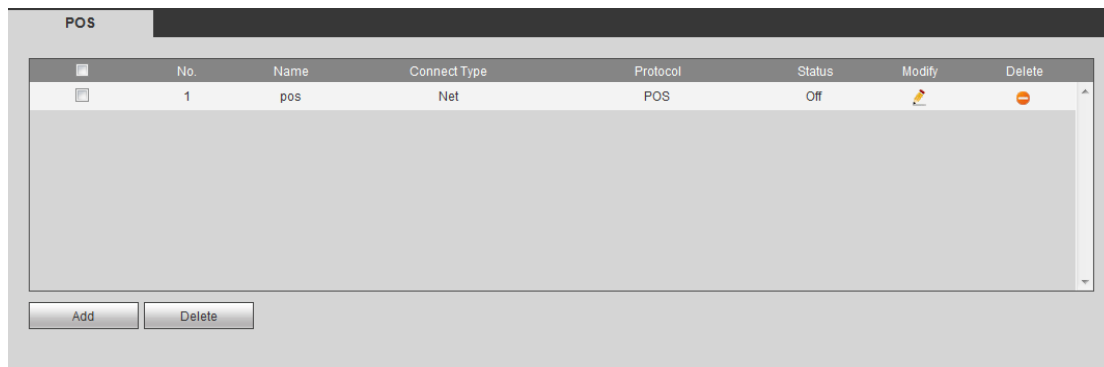 POS
No. Name Connect Type Protocol Status Modify Delete
1 pos Net POS Off
Add Delete